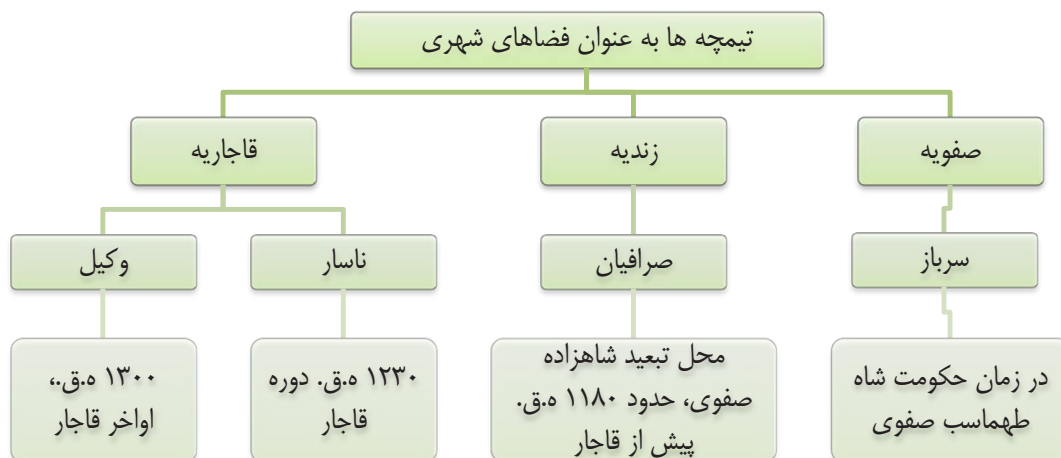 تیمچه ها به عنوان فضاهای شهری
صفویه
زندیه
قاجاریه
سرباز
صرافیان
ناسار
وکیل
در زمان حکومت شاه
طهماسب صفوی
محل تبعید شاهزاده
صفوی، حدود ۱۱۸۰ ه.ق.
پیش از قاجار
۱۲۳۰ ه.ق. دوره
قاجار
۱۳۰۰ ه.ق.،
اواخر قاجار